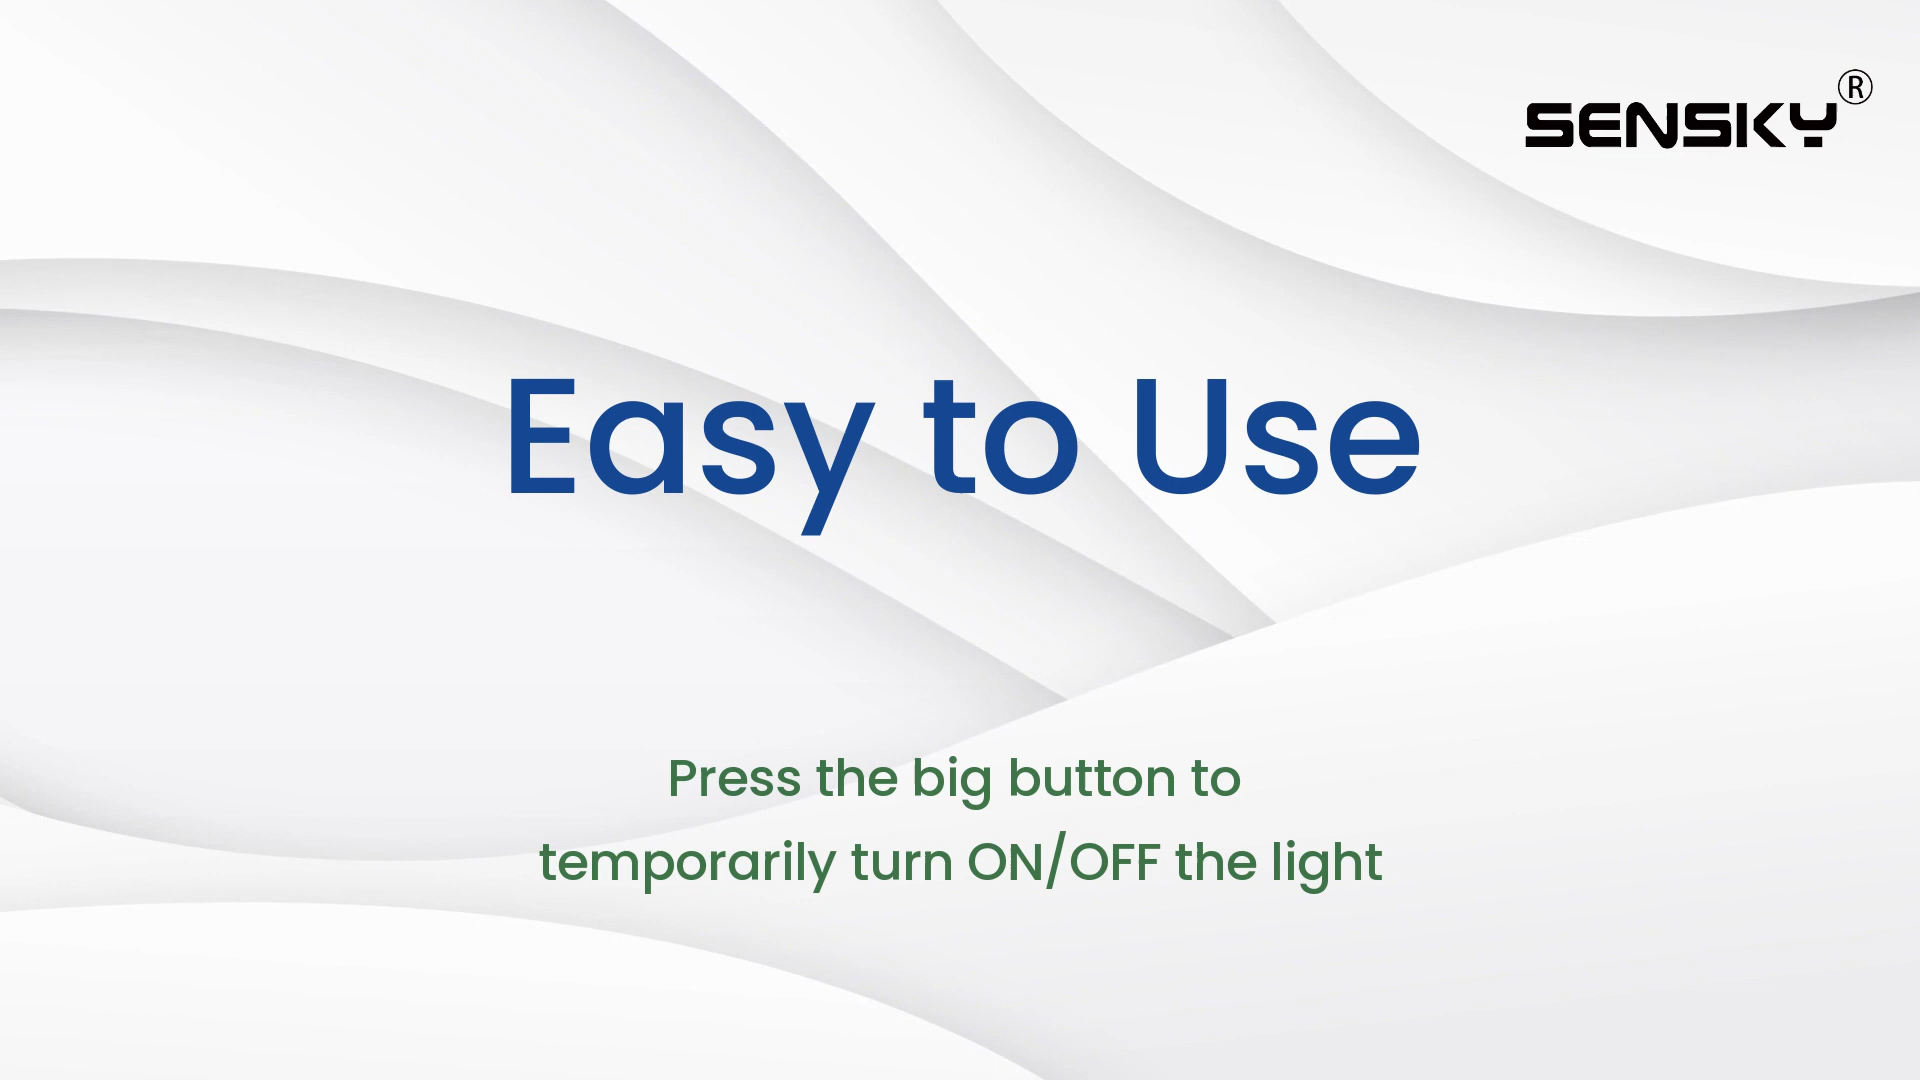 SENSKY®
Easy to Use
Press the big button to
temporarily turn ON/OFF the light